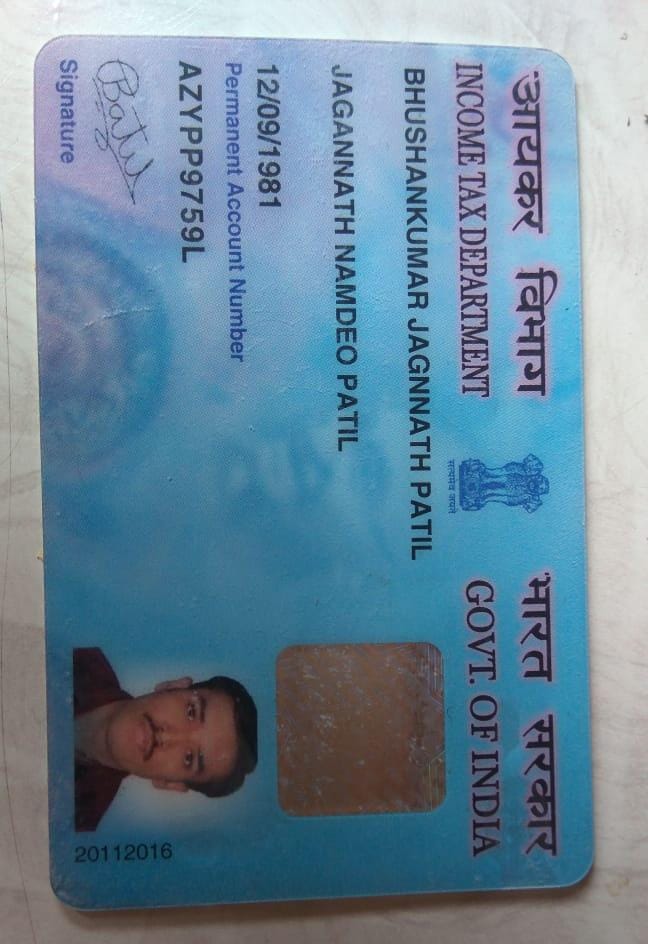 आयकर विभाग
भारत सरकार
INCOME TAX DEPARTMENT
GOVT. OF INDIA
सत्यमेव जयते
BHUSHANKUMAR JAGNNATH PATIL
JAGANNATH NAMDEO PATIL
12/09/1981
Permanent Account Number
AZYPP9759L
Batil
Signature
20112016